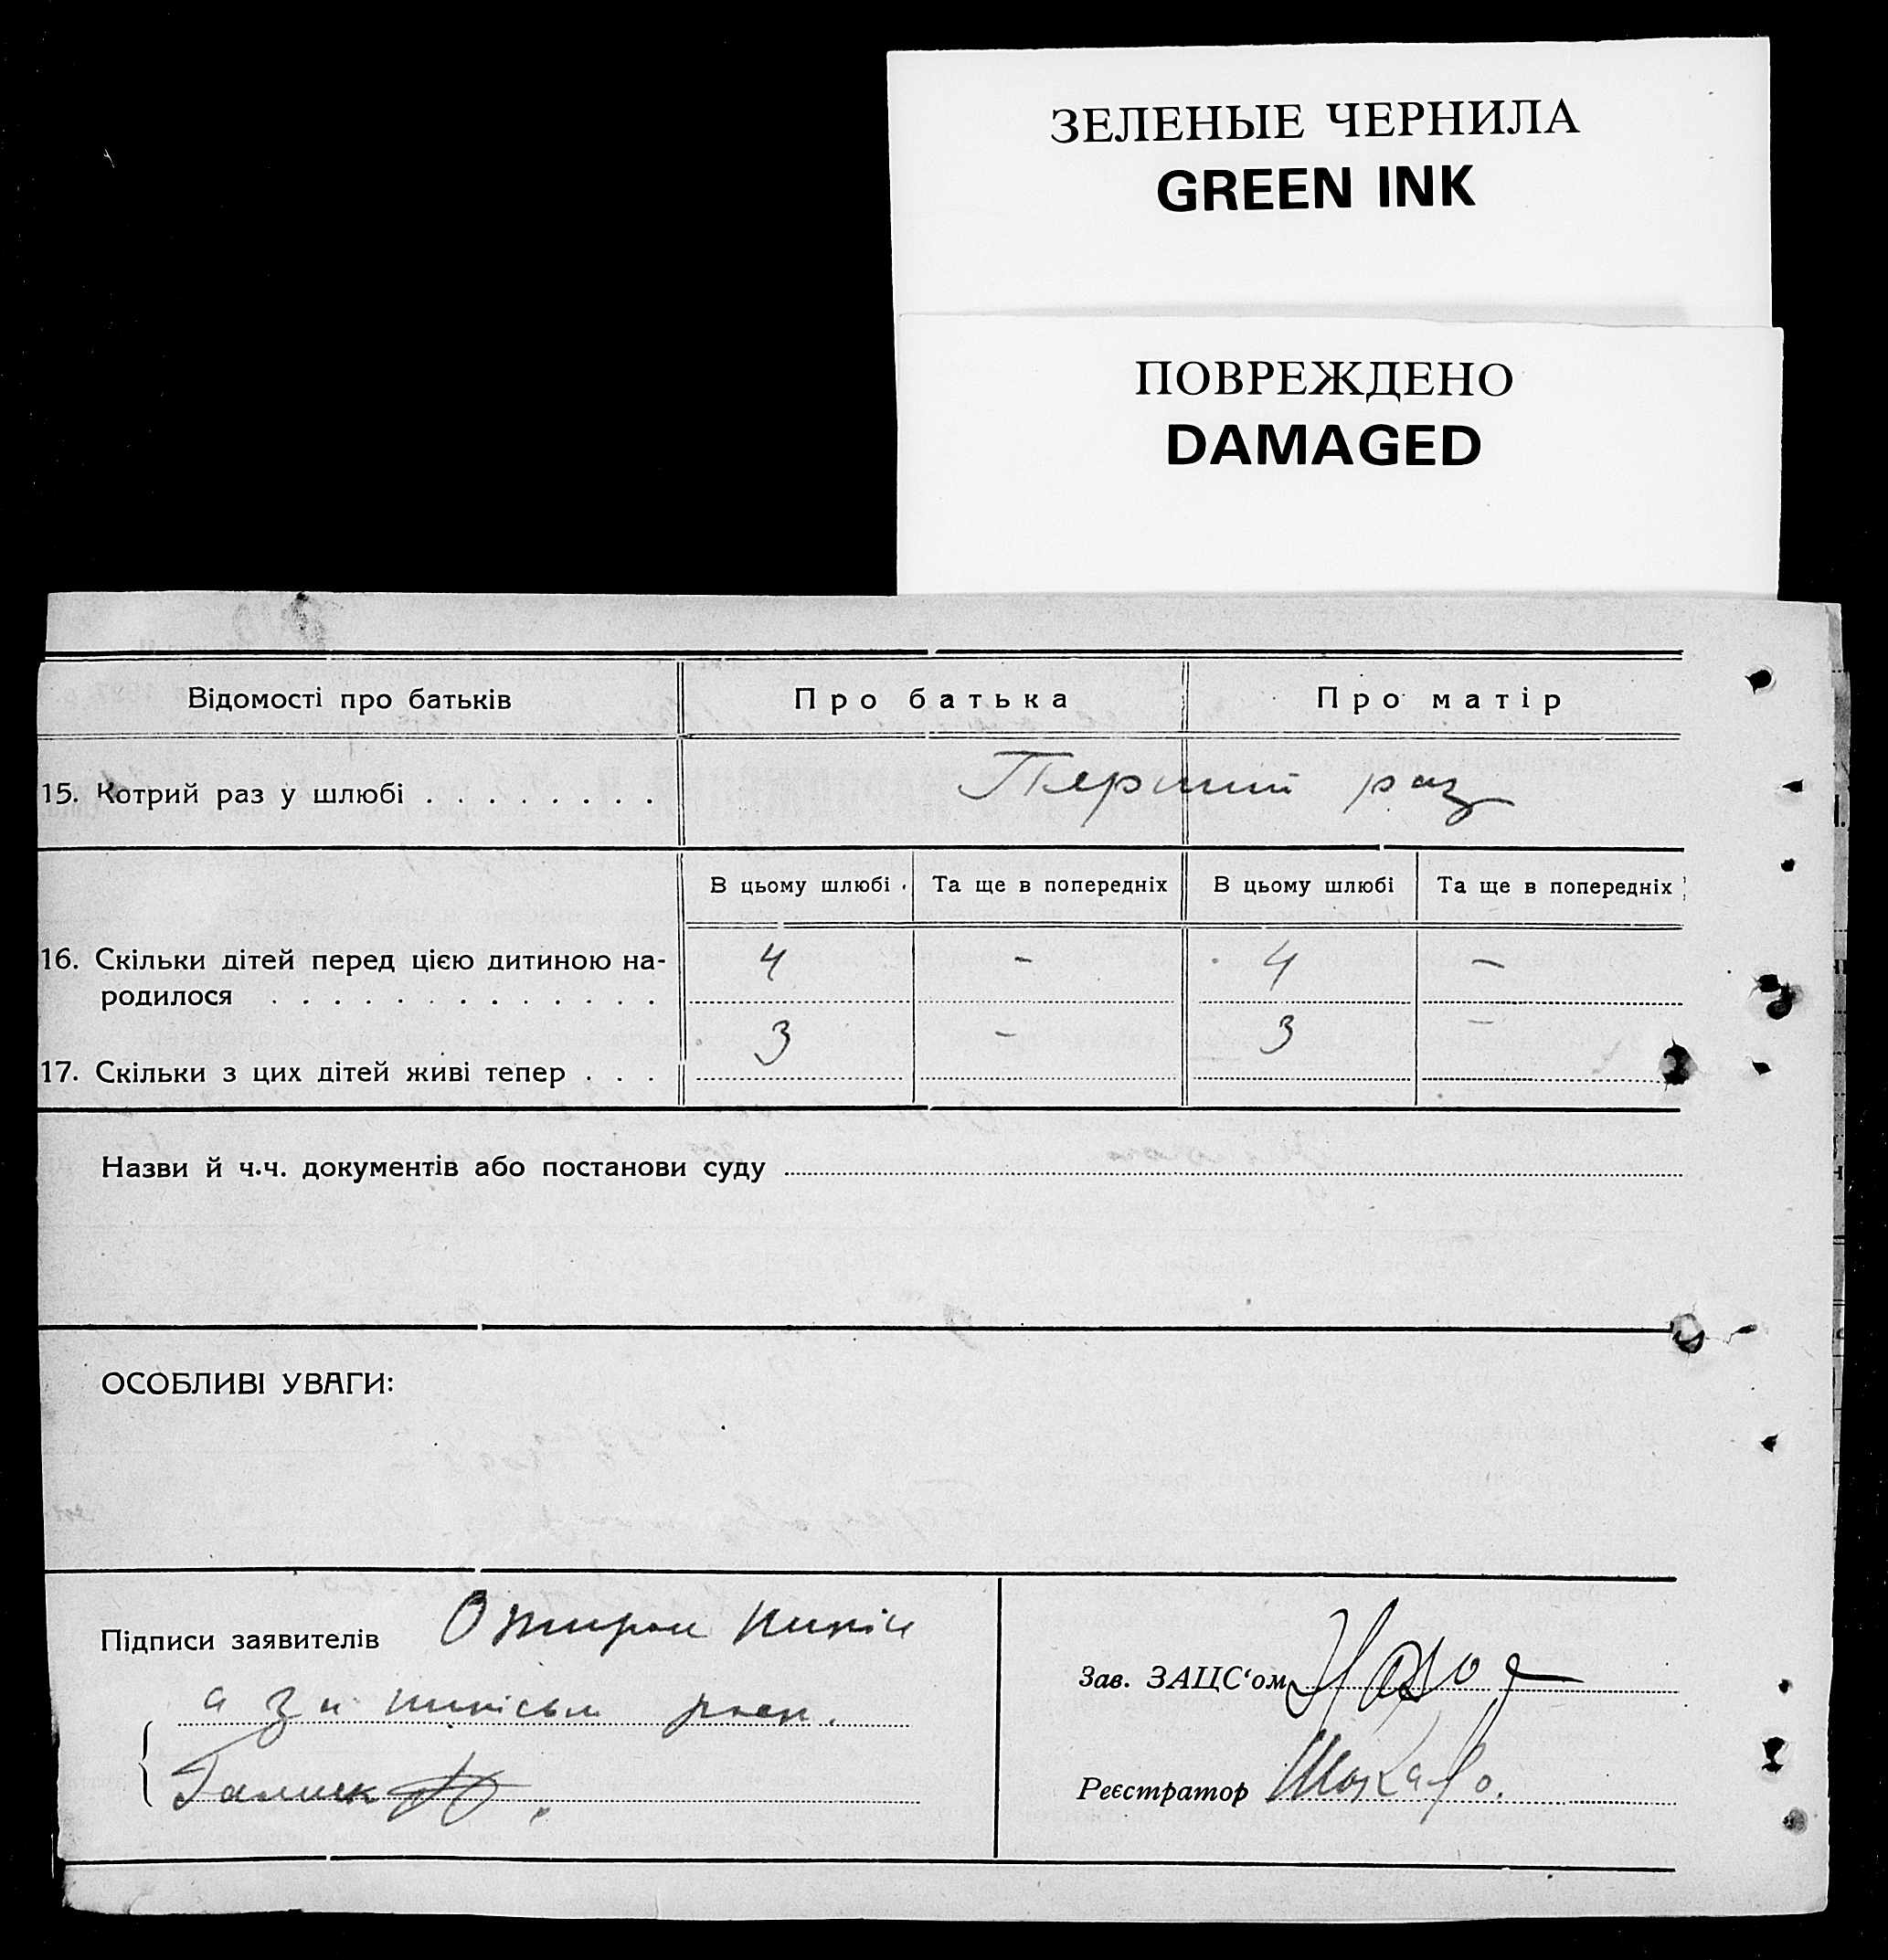 ЗЕЛЕНЫЕ ЧЕРНИЛА
GREEN INK
ПОВРЕЖДЕНО
DAMAGED
Відомості про батьків
Про батька
Про матір
15. Котрий раз у шлюбі . . . . . . . .
Перший раз
В цьому шлюбі
Та ще в попередніх
В цьому шлюбі
Та ще в попередніх
16. Скільки дітей перед цією дитиною на-
родилося . . . . . . . . . . . . .
4 - 4 -
17. Скільки з цих дітей живі тепер . . .
3 - 3 -
Назви й ч.ч. документів або постанови суду
ОСОБЛИВІ УВАГИ:
Підписи заявителів
а за
Зав. ЗАЦС‘ом
Реєстратор